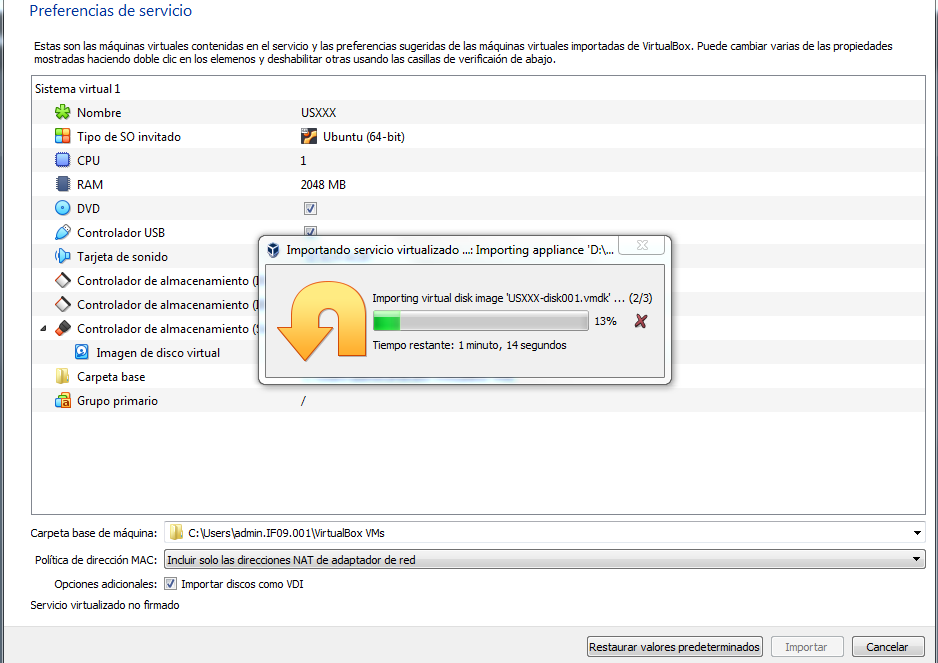 Preferencias de servicio
Estas son las máquinas virtuales contenidas en el servicio y las preferencias sugeridas de las máquinas virtuales importadas de VirtualBox. Puede cambiar varias de las propiedades
mostradas haciendo doble clic en los elemenos y deshabilitar otras usando las casillas de verificaión de abajo.
Sistema virtual 1
Nombre USXXX
Tipo de SO invitado Ubuntu (64-bit)
CPU 1
RAM 2048 MB
DVD
Controlador USB
Tarjeta de sonido
Controlador de almacenamiento (
Controlador de almacenamiento (
Controlador de almacenamiento (
Imagen de disco virtual
Carpeta base
Grupo primario /
Importando servicio virtualizado ...: Importing appliance 'D:\...
Importing virtual disk image 'USXXX-disk001.vmdk' ... (2/3)
13%
Tiempo restante: 1 minuto, 14 segundos
Carpeta base de máquina: C:\Users\admin.IF09.001\VirtualBox VMs
Política de dirección MAC: Incluir solo las direcciones NAT de adaptador de red
Opciones adicionales: Importar discos como VDI
Servicio virtualizado no firmado
Restaurar valores predeterminados Importar Cancelar